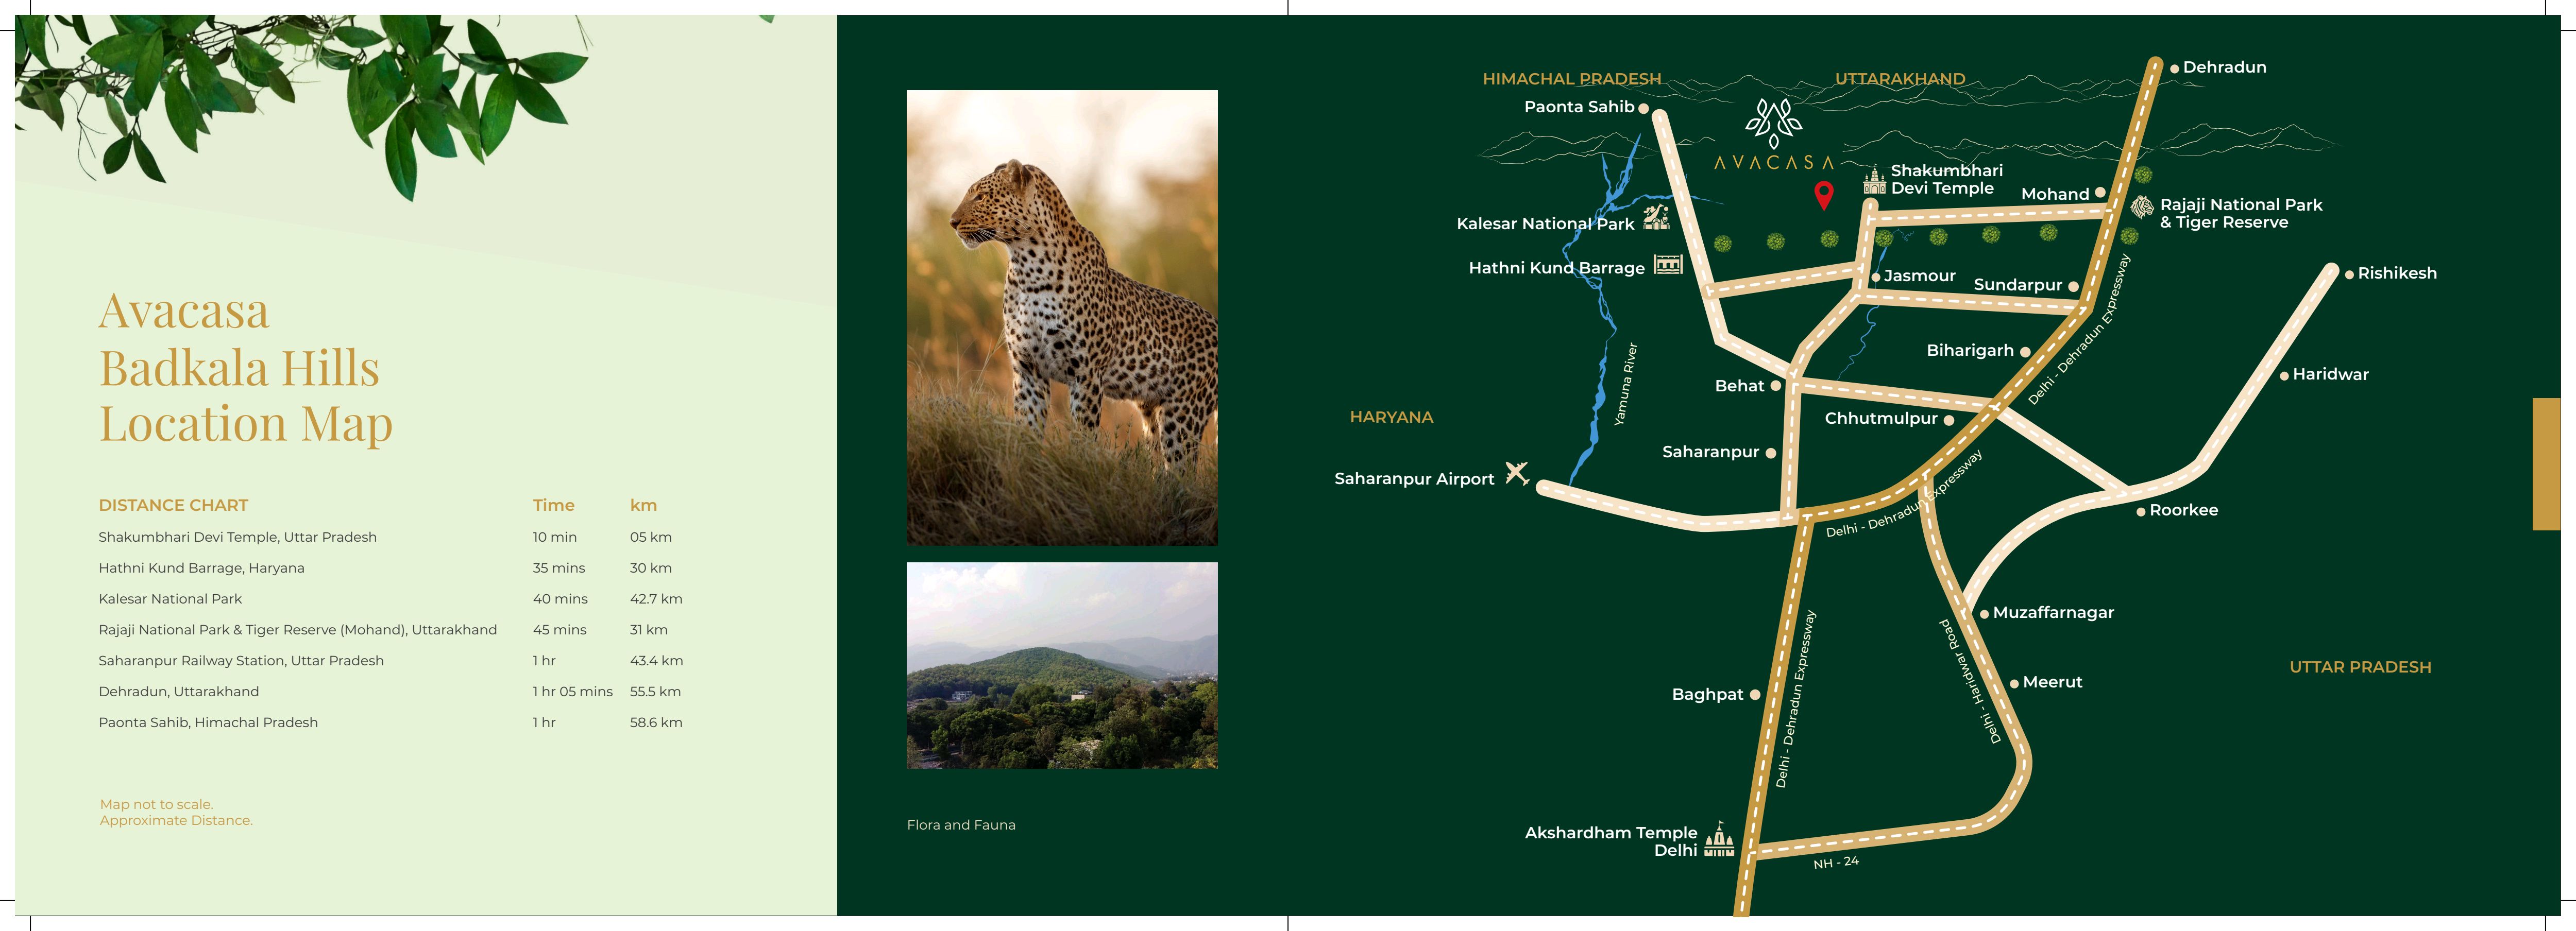 Avacasa
Badkala Hills
Location Map
DISTANCE CHART Time km
Shakumbhari Devi Temple, Uttar Pradesh 10 min 05 km
Hathni Kund Barrage, Haryana 35 mins 30 km
Kalesar National Park 40 mins 42.7 km
Rajaji National Park & Tiger Reserve (Mohand), Uttarakhand 45 mins 31 km
Saharanpur Railway Station, Uttar Pradesh 1 hr 43.4 km
Dehradun, Uttarakhand 1 hr 05 mins 55.5 km
Paonta Sahib, Himachal Pradesh 1 hr 58.6 km
Map not to scale.
Approximate Distance.
Flora and Fauna
HIMACHAL PRADESH
UTTARAKHAND
Dehradun
Paonta Sahib
AVACASA
Shakumbhari
Devi Temple
Mohand
Rajaji National Park
& Tiger Reserve
Kalesar National Park
Hathni Kund Barrage
Jasmour
Sundarpur
Rishikesh
Delhi - Dehradun Expressway
Biharigarh
Haridwar
Yamuna River
Behat
HARYANA
Chhutmulpur
Saharanpur
Saharanpur Airport
Delhi - Dehradun Expressway
Roorkee
Muzaffarnagar
Delhi - Haridwar Road
UTTAR PRADESH
Meerut
Baghpat
Delhi - Dehradun Expressway
Akshardham Temple
Delhi
NH - 24